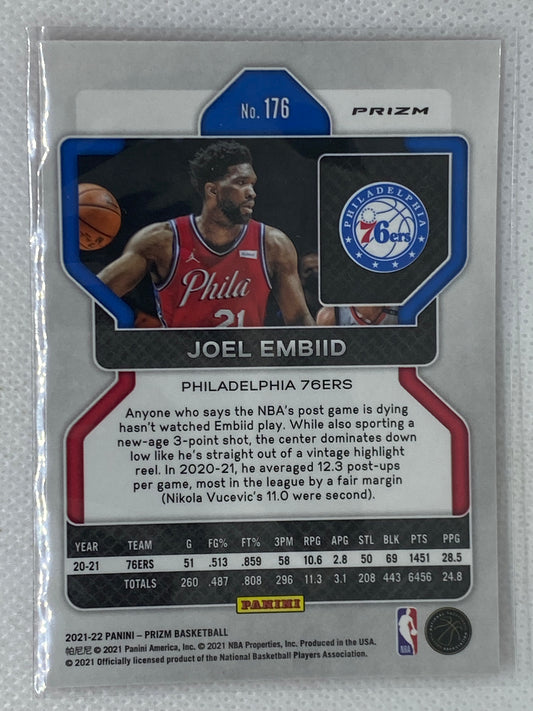 No. 176
PRIZM
PHILADELPHIA
76ers
Phila
21
JOEL EMBIID
PHILADELPHIA 76ERS
Anyone who says the NBA's post game is dying
hasn't watched Embiid play. While also sporting a
new-age 3-point shot, the center dominates down
low like he's straight out of a vintage highlight
reel. In 2020-21, he averaged 12.3 post-ups
per game, most in the league by a fair margin
(Nikola Vucevic's 11.0 were second).
YEAR TEAM G FG% FT% 3PM RPG APG STL BLK PTS PPG
20-21 76ERS 51 .513 .859 58 10.6 2.8 50 69 1451 28.5
TOTALS 260 .487 .808 296 11.3 3.1 208 443 6456 24.8
PANINI
2021-22 PANINI – PRIZM BASKETBALL
帕尼尼 © 2021 Panini America, Inc. © 2021 NBA Properties, Inc. Produced in the USA.
© 2021 Officially licensed product of the National Basketball Players Association.
NBA